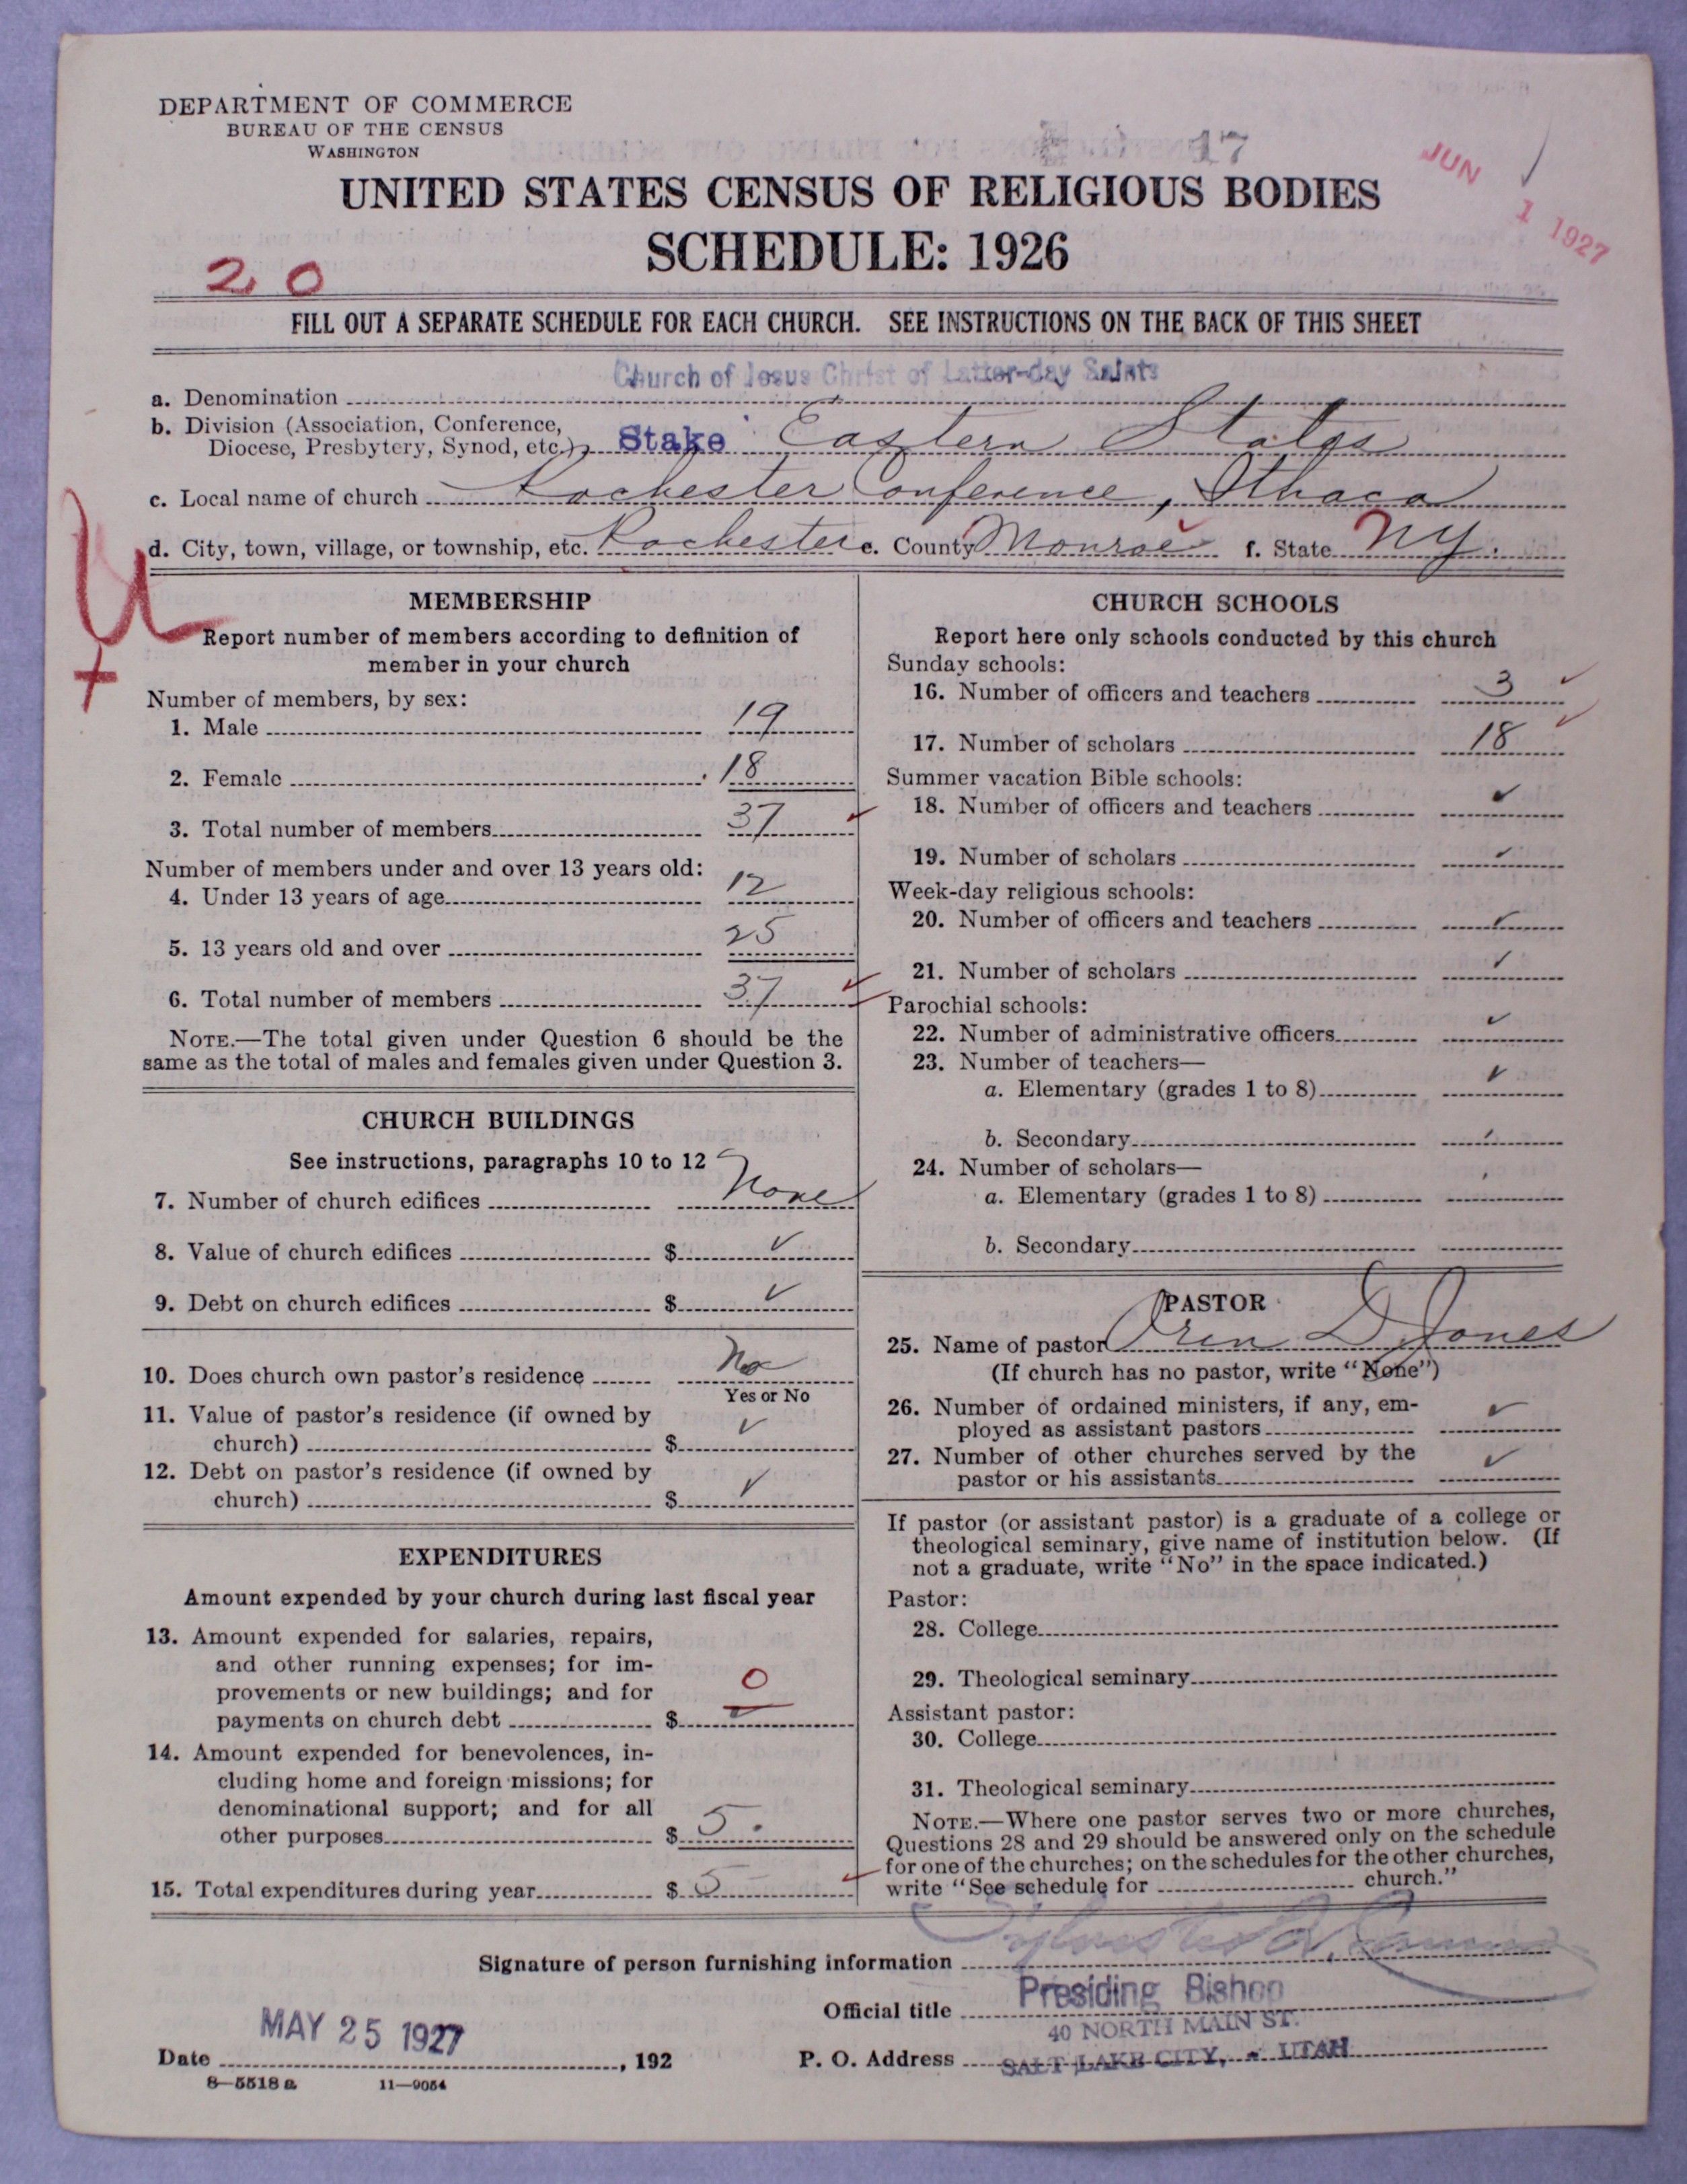 DEPARTMENT OF COMMERCE
BUREAU OF THE CENSUS
WASHINGTON
17
JUN 1 1927
UNITED STATES CENSUS OF RELIGIOUS BODIES
SCHEDULE: 1926
20
FILL OUT A SEPARATE SCHEDULE FOR EACH CHURCH. SEE INSTRUCTIONS ON THE BACK OF THIS SHEET
a. Denomination Church of Jesus Christ of Latter-day Saints
b. Division (Association, Conference,
Diocese, Presbytery, Synod, etc.) Stake Eastern States
c. Local name of church Rochester Conference, Ithaca
d. City, town, village, or township, etc. Rochester e. County Monroe f. State NY.
MEMBERSHIP
Report number of members according to definition of
member in your church
Number of members, by sex:
1. Male 19
2. Female 18
3. Total number of members 37
Number of members under and over 13 years old:
4. Under 13 years of age 12
5. 13 years old and over 25
6. Total number of members 37
NOTE.—The total given under Question 6 should be the
same as the total of males and females given under Question 3.
CHURCH BUILDINGS
See instructions, paragraphs 10 to 12
7. Number of church edifices None
8. Value of church edifices $ ✓
9. Debt on church edifices $ ✓
10. Does church own pastor's residence No
Yes or No
11. Value of pastor's residence (if owned by
church) $ ✓
12. Debt on pastor's residence (if owned by
church) $ ✓
EXPENDITURES
Amount expended by your church during last fiscal year
13. Amount expended for salaries, repairs,
and other running expenses; for im-
provements or new buildings; and for
payments on church debt $ 0
14. Amount expended for benevolences, in-
cluding home and foreign missions; for
denominational support; and for all
other purposes $ 5.
15. Total expenditures during year $ 5
CHURCH SCHOOLS
Report here only schools conducted by this church
Sunday schools:
16. Number of officers and teachers 3
17. Number of scholars 18
Summer vacation Bible schools:
18. Number of officers and teachers ✓
19. Number of scholars ✓
Week-day religious schools:
20. Number of officers and teachers ✓
21. Number of scholars ✓
Parochial schools:
22. Number of administrative officers ✓
23. Number of teachers—
a. Elementary (grades 1 to 8) ✓
b. Secondary
24. Number of scholars—
a. Elementary (grades 1 to 8)
b. Secondary
PASTOR
25. Name of pastor Oren D Jones
(If church has no pastor, write "None")
26. Number of ordained ministers, if any, em-
ployed as assistant pastors ✓
27. Number of other churches served by the
pastor or his assistants ✓
If pastor (or assistant pastor) is a graduate of a college or
theological seminary, give name of institution below. (If
not a graduate, write "No" in the space indicated.)
Pastor:
28. College
29. Theological seminary
Assistant pastor:
30. College
31. Theological seminary
NOTE.—Where one pastor serves two or more churches,
Questions 28 and 29 should be answered only on the schedule
for one of the churches; on the schedules for the other churches,
write "See schedule for church."
Signature of person furnishing information Sylvester Q. Cannon
Official title Presiding Bishop
40 NORTH MAIN ST.
P. O. Address SALT LAKE CITY, - UTAH
MAY 25 1927
Date , 192
8—5518 a 11—9054